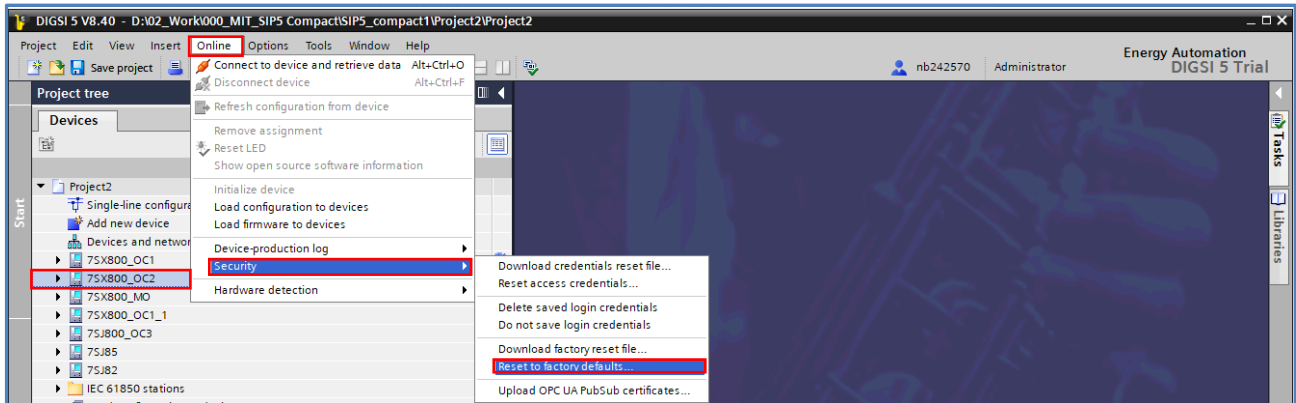 DIGSI 5 V8.40 - D:\02_Work\000_MIT_SIP5 Compact\SIP5_compact1\Project2\Project2
Project Edit View Insert Online Options Tools Window Help
Energy Automation
DIGSI 5 Trial
Save project
nb242570 Administrator
Connect to device and retrieve data Alt+Ctrl+O
Disconnect device Alt+Ctrl+F
Refresh configuration from device
Remove assignment
Reset LED
Show open source software information
Initialize device
Load configuration to devices
Load firmware to devices
Device-production log
Security
Hardware detection
Project tree
Devices
Start
Project2
Single-line configura
Add new device
Devices and networ
7SX800_OC1
7SX800_OC2
7SX800_MO
7SX800_OC1_1
7SJ800_OC3
7SJ85
7SJ82
IEC 61850 stations
Download credentials reset file...
Reset access credentials...
Delete saved login credentials
Do not save login credentials
Download factory reset file...
Reset to factory defaults...
Upload OPC UA PubSub certificates...
Tasks
Libraries